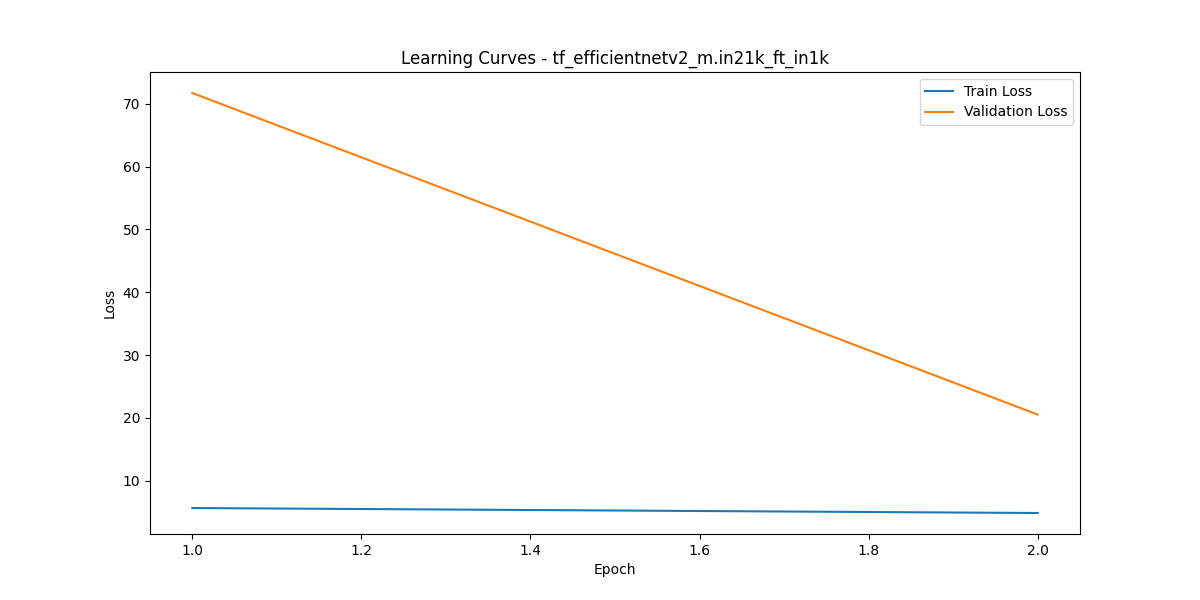 Learning Curves - tf_efficientnetv2_m.in21k_ft_in1k
Train Loss
Validation Loss
70
60
50
40
30
20
10
Loss
1.0 1.2 1.4 1.6 1.8 2.0
Epoch